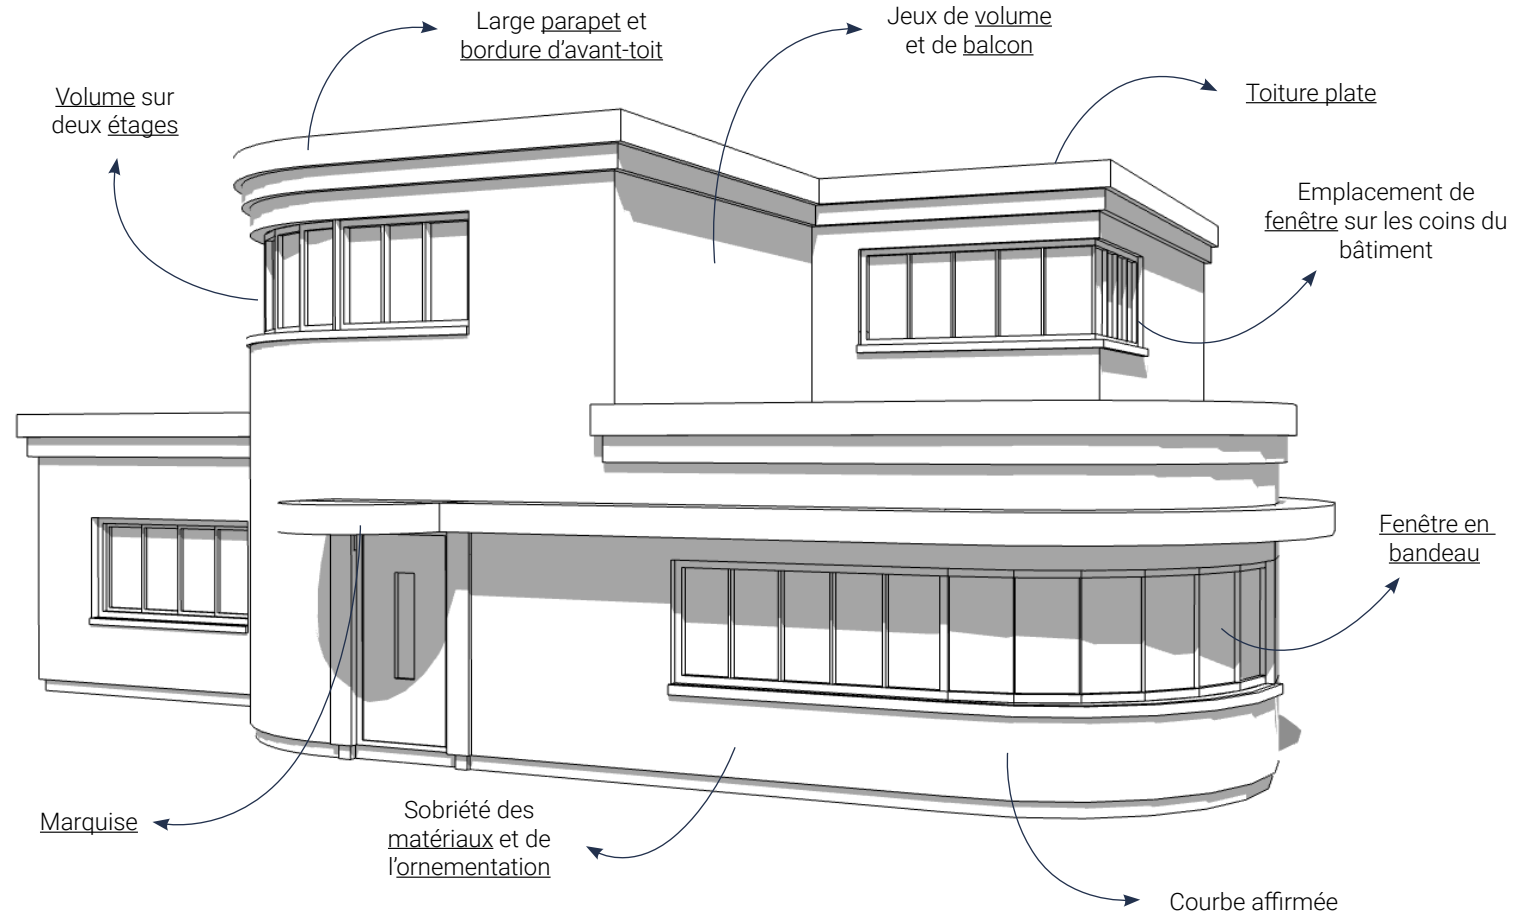 Large parapet et
bordure d'avant-toit
Jeux de volume
et de balcon
Volume sur
deux étages
Toiture plate
Emplacement de
fenêtre sur les coins du
bâtiment
Fenêtre en
bandeau
Marquise
Sobriété des
matériaux et de
l'ornementation
Courbe affirmée